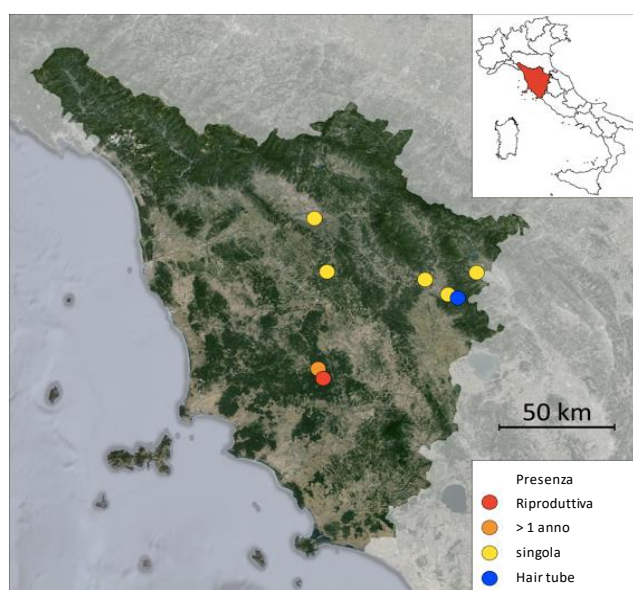 50 km
Presenza
Riproduttiva
> 1 anno
singola
Hair tube